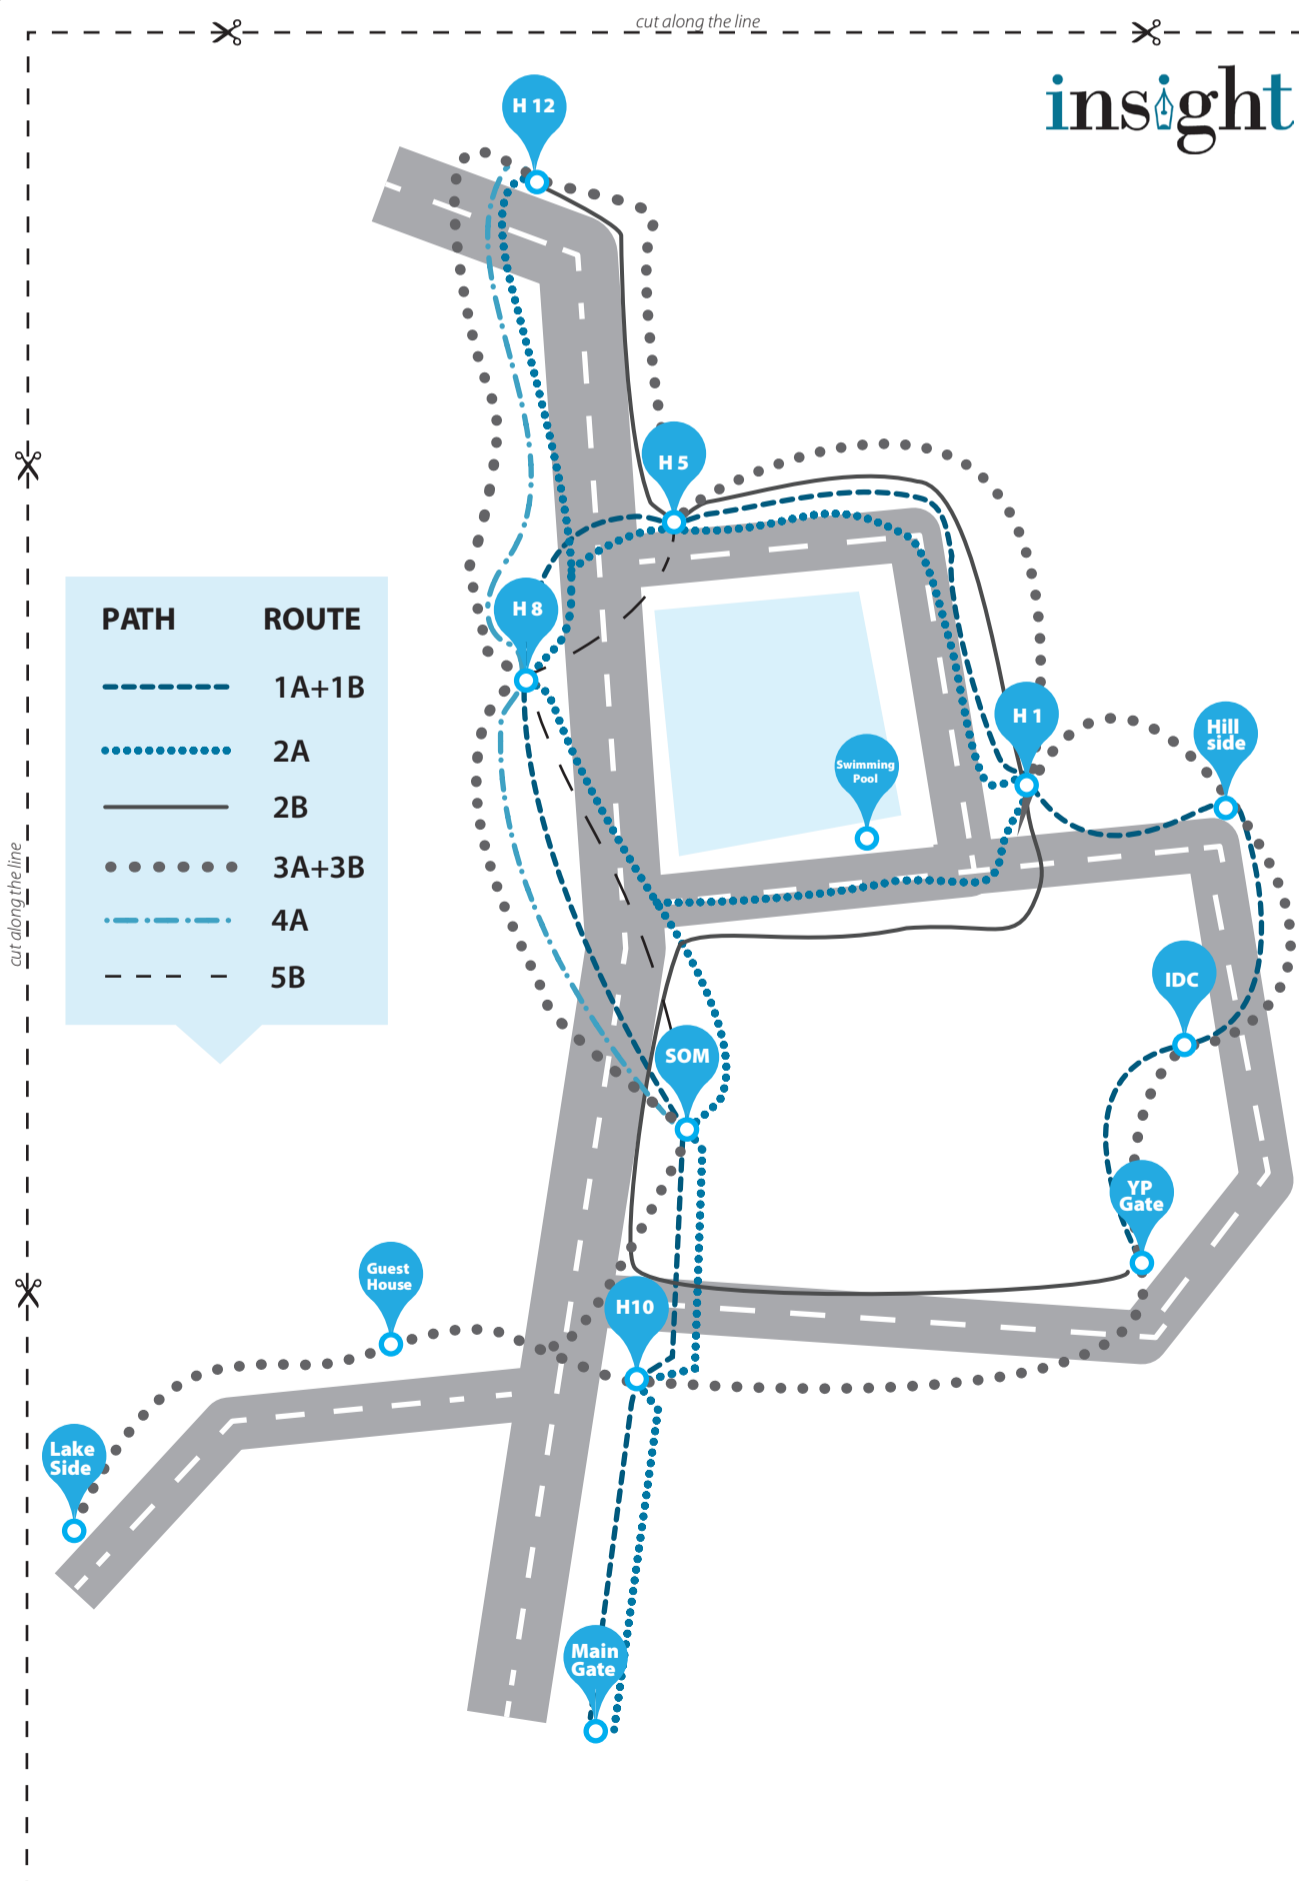 cut along the line
insight
H 12
H 5
H 8
PATH ROUTE
1A+1B
2A
2B
3A+3B
4A
5B
H 1
Hill
side
Swimming
Pool
cut along the line
IDC
SOM
YP
Gate
Guest
House
H10
Lake
Side
Main
Gate